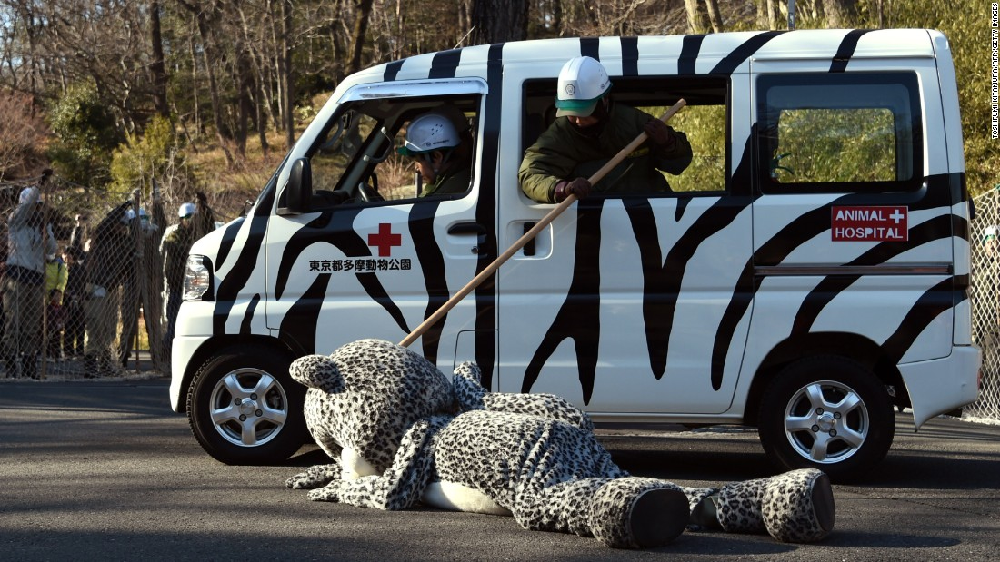 東京都多摩動物公園
ANIMAL
HOSPITAL
TOSHIFUMI KITAMURA/AFP/GETTY IMAGES